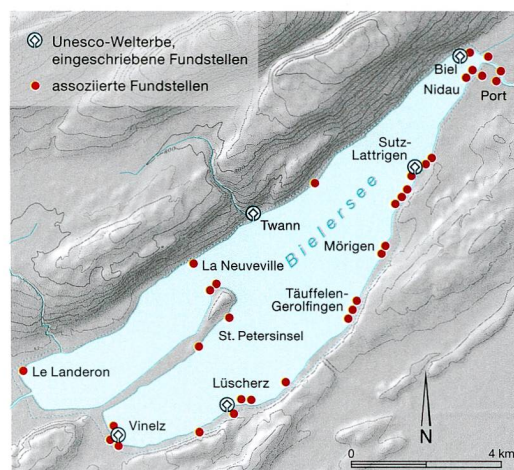 Unesco-Welterbe,
eingeschriebene Fundstellen
assoziierte Fundstellen
Biel
Nidau
Port
Sutz-
Lattrigen
Bielersee
Twann
Mörigen
La Neuveville
Täuffelen-
Gerolfingen
St. Petersinsel
Le Landeron
Lüscherz
Vinelz
N
0
4 km